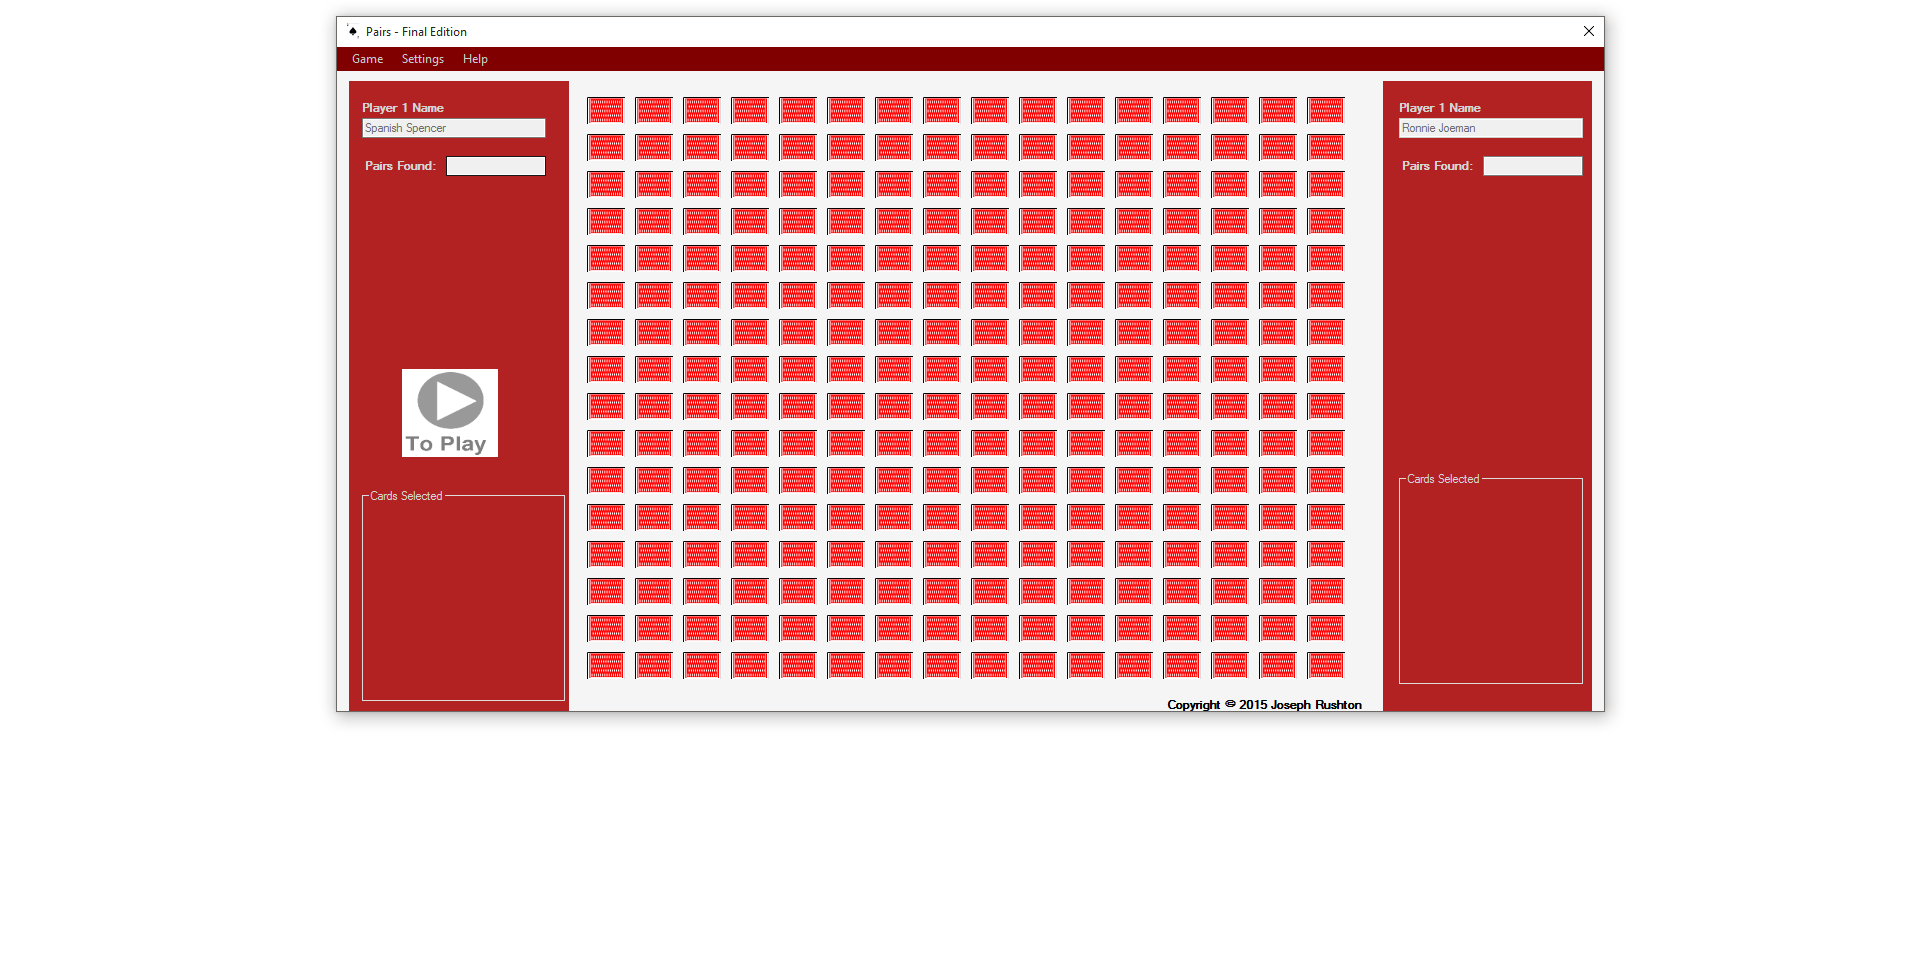 Pairs - Final Edition
Game Settings Help
Player 1 Name
Spanish Spencer
Pairs Found:
To Play
Cards Selected
Player 1 Name
Ronnie Joeman
Pairs Found:
Cards Selected
Copyright © 2015 Joseph Rushton